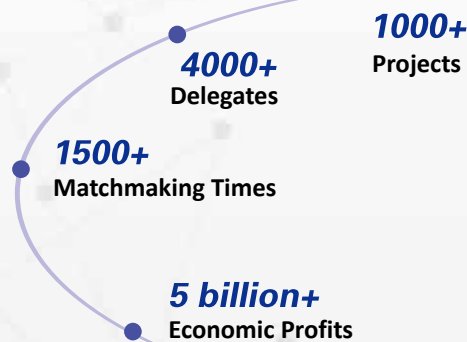 1000+
Projects
4000+
Delegates
1500+
Matchmaking Times
5 billion+
Economic Profits